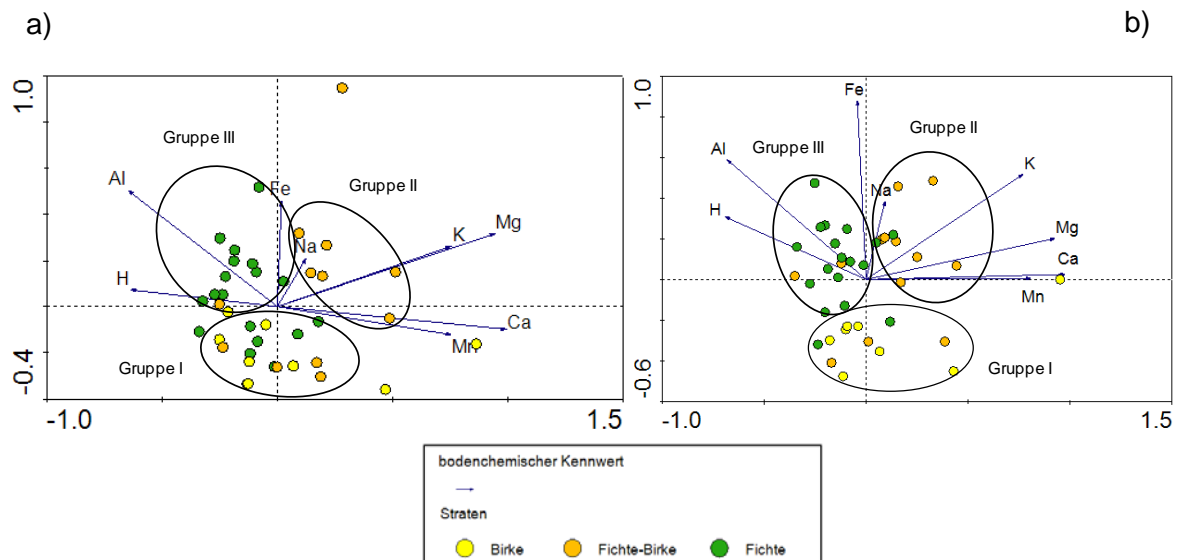 a)
b)
1.0
Gruppe III
Al
Fe
Gruppe II
Na
K
Mg
H
Ca
Mn
Gruppe I
-0.4
-1.0
1.5
1.0
Fe
Gruppe II
Gruppe III
Al
K
Na
H
Mg
Ca
Mn
Gruppe I
-0.6
-1.0
1.5
bodenchemischer Kennwert
Straten
Birke Fichte-Birke Fichte